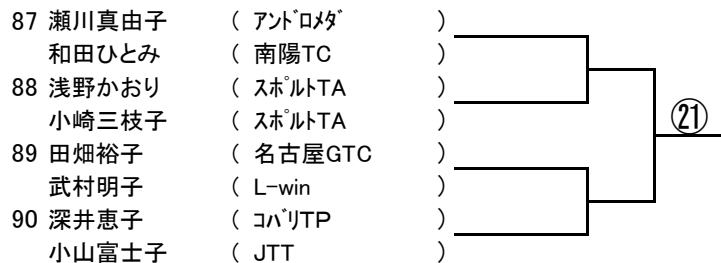 87 瀬川真由子 ( ｱﾝﾄﾞﾛﾒﾀﾞ )
和田ひとみ ( 南陽TC )
88 浅野かおり ( ｽﾎﾟﾙﾄTA )
小崎三枝子 ( ｽﾎﾟﾙﾄTA )
㉑
89 田畑裕子 ( 名古屋GTC )
武村明子 ( L-win )
90 深井恵子 ( ｺﾊﾞﾘTP )
小山富士子 ( JTT )